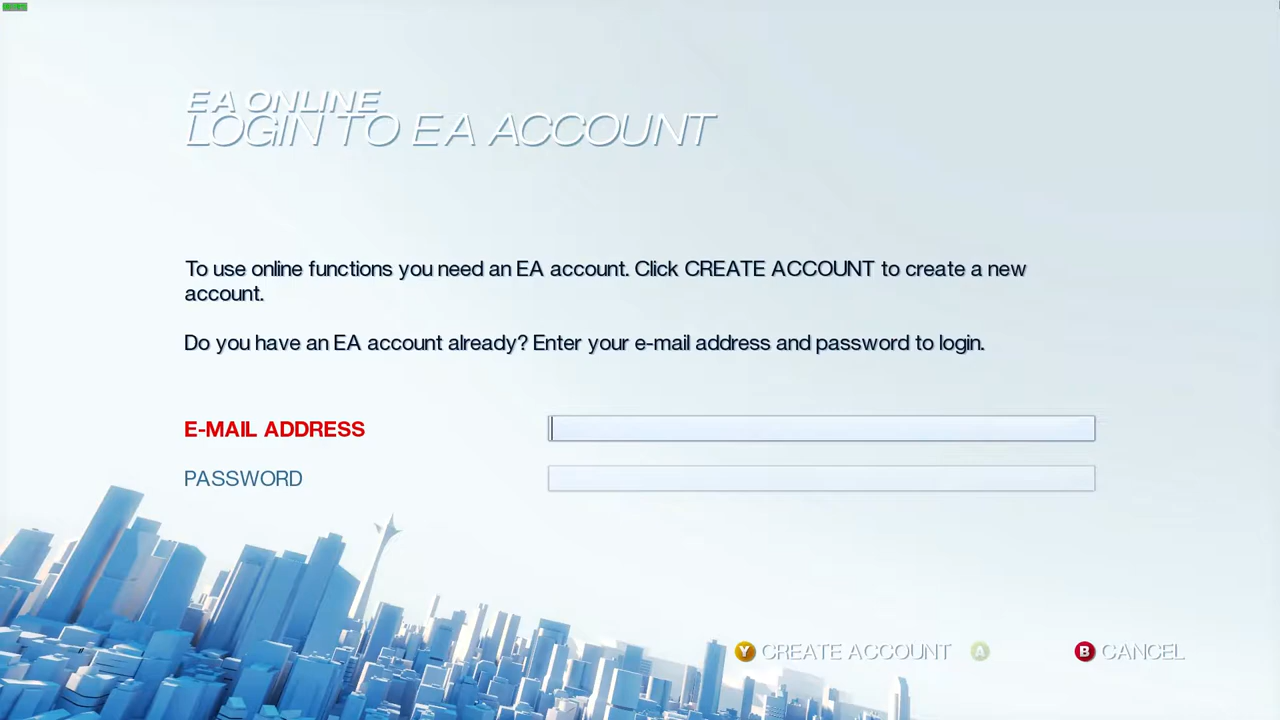 EA ONLINE
LOGIN TO EA ACCOUNT
To use online functions you need an EA account. Click CREATE ACCOUNT to create a new
account.
Do you have an EA account already? Enter your e-mail address and password to login.
E-MAIL ADDRESS
PASSWORD
Y CREATE ACCOUNT A B CANCEL